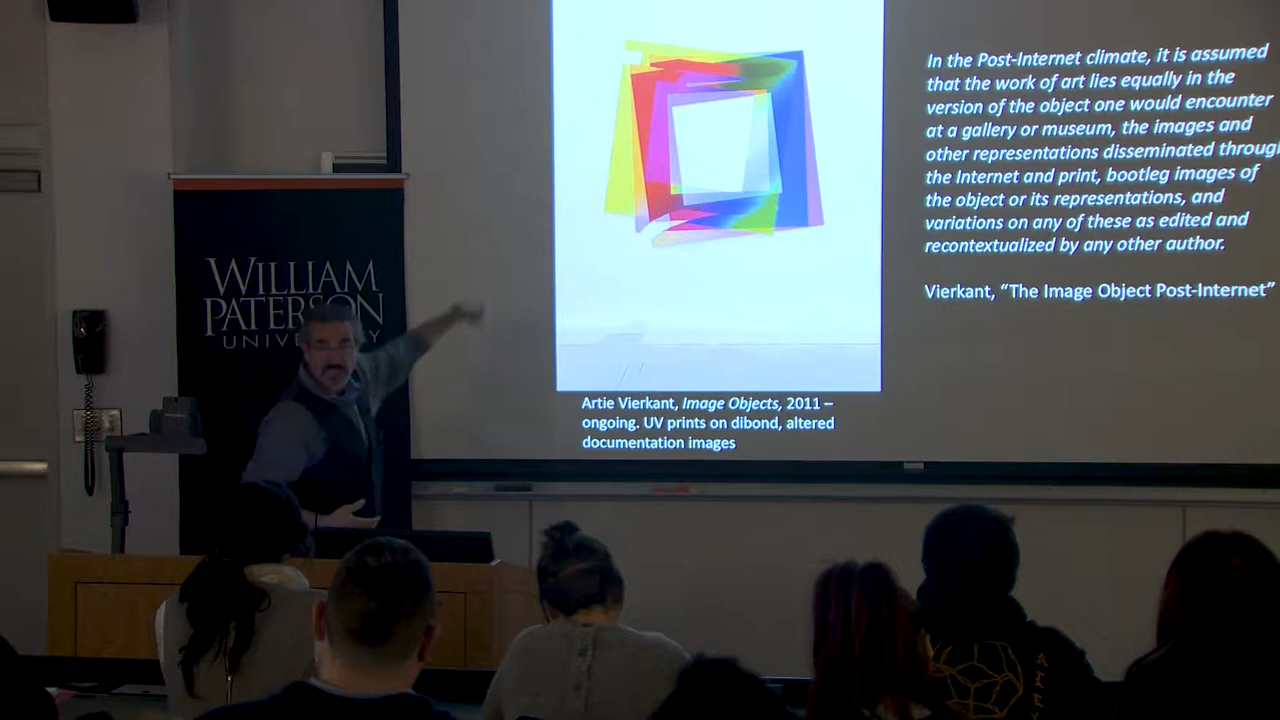 WILLIAM
PATERSON
UNIVERSITY
In the Post-Internet climate, it is assumed
that the work of art lies equally in the
version of the object one would encounter
at a gallery or museum, the images and
other representations disseminated through
the Internet and print, bootleg images of
the object or its representations, and
variations on any of these as edited and
recontextualized by any other author.
Vierkant, “The Image Object Post-Internet”
Artie Vierkant, Image Objects, 2011 –
ongoing. UV prints on dibond, altered
documentation images